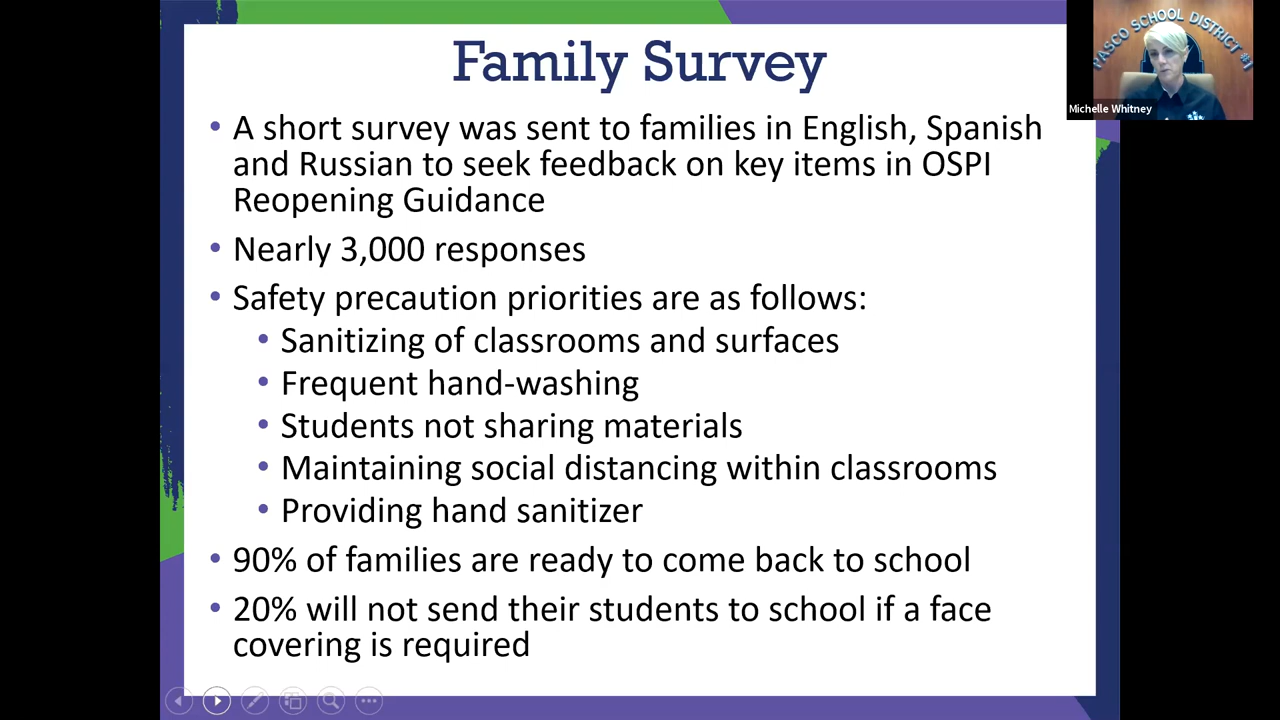 Family Survey
• A short survey was sent to families in English, Spanish
and Russian to seek feedback on key items in OSPI
Reopening Guidance
• Nearly 3,000 responses
• Safety precaution priorities are as follows:
• Sanitizing of classrooms and surfaces
• Frequent hand-washing
• Students not sharing materials
• Maintaining social distancing within classrooms
• Providing hand sanitizer
• 90% of families are ready to come back to school
• 20% will not send their students to school if a face
covering is required
PASCO SCHOOL DISTRICT #1
Michelle Whitney